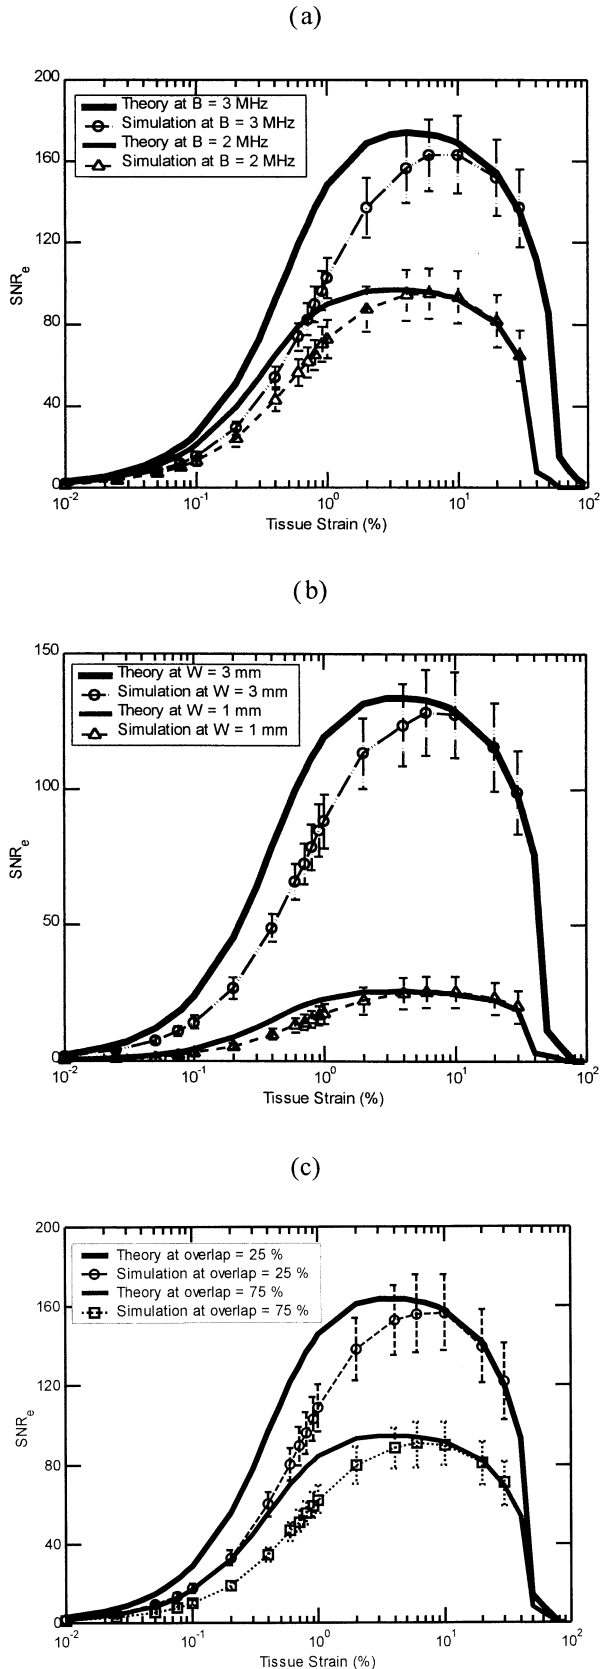 (a)
200
160
120
80
40
0
SNRe
Theory at B = 3 MHz
Simulation at B = 3 MHz
Theory at B = 2 MHz
Simulation at B = 2 MHz
10-2 10-1 100 101 102
Tissue Strain (%)
(b)
150
100
50
0
SNRe
Theory at W = 3 mm
Simulation at W = 3 mm
Theory at W = 1 mm
Simulation at W = 1 mm
10-2 10-1 100 101 102
Tissue Strain (%)
(c)
200
160
120
80
40
0
SNRe
Theory at overlap = 25 %
Simulation at overlap = 25 %
Theory at overlap = 75 %
Simulation at overlap = 75 %
10-2 10-1 100 101 102
Tissue Strain (%)